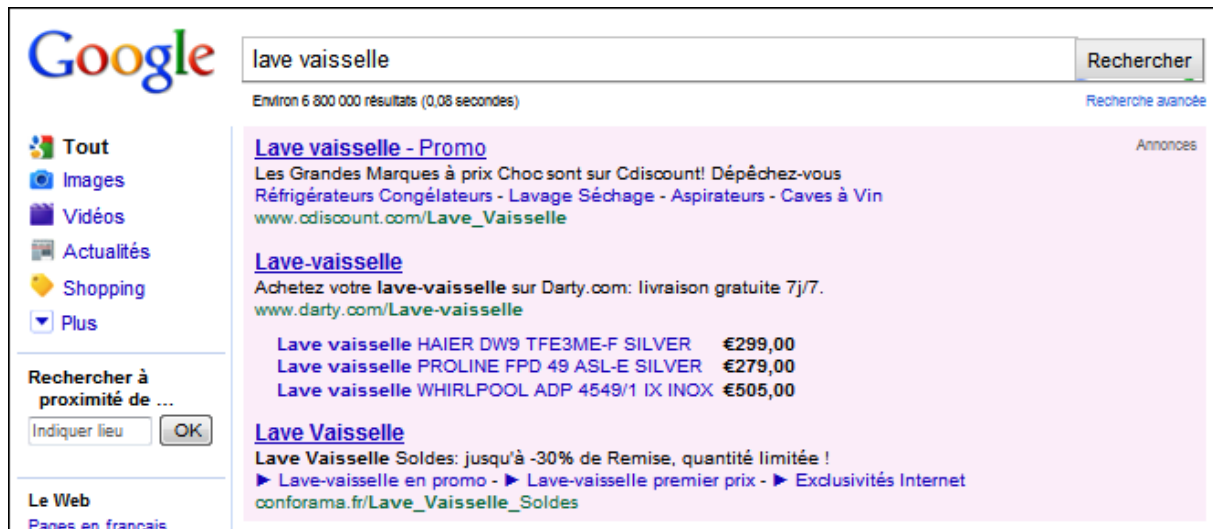 Google
lave vaisselle
Rechercher
Environ 6 800 000 résultats (0,08 secondes)
Recherche avancée
Tout
Images
Vidéos
Actualités
Shopping
Plus
Rechercher à
proximité de ...
Indiquer lieu
OK
Le Web
Pages en français
Annonces
Lave vaisselle - Promo
Les Grandes Marques à prix Choc sont sur Cdiscount! Dépêchez-vous
Réfrigérateurs Congélateurs - Lavage Séchage - Aspirateurs - Caves à Vin
www.cdiscount.com/Lave_Vaisselle
Lave-vaisselle
Achetez votre lave-vaisselle sur Darty.com: livraison gratuite 7j/7.
www.darty.com/Lave-vaisselle
Lave vaisselle HAIER DW9 TFE3ME-F SILVER €299,00
Lave vaisselle PROLINE FPD 49 ASL-E SILVER €279,00
Lave vaisselle WHIRLPOOL ADP 4549/1 IX INOX €505,00
Lave Vaisselle
Lave Vaisselle Soldes: jusqu'à -30% de Remise, quantité limitée !
► Lave-vaisselle en promo - ► Lave-vaisselle premier prix - ► Exclusivités Internet
conforama.fr/Lave_Vaisselle_Soldes